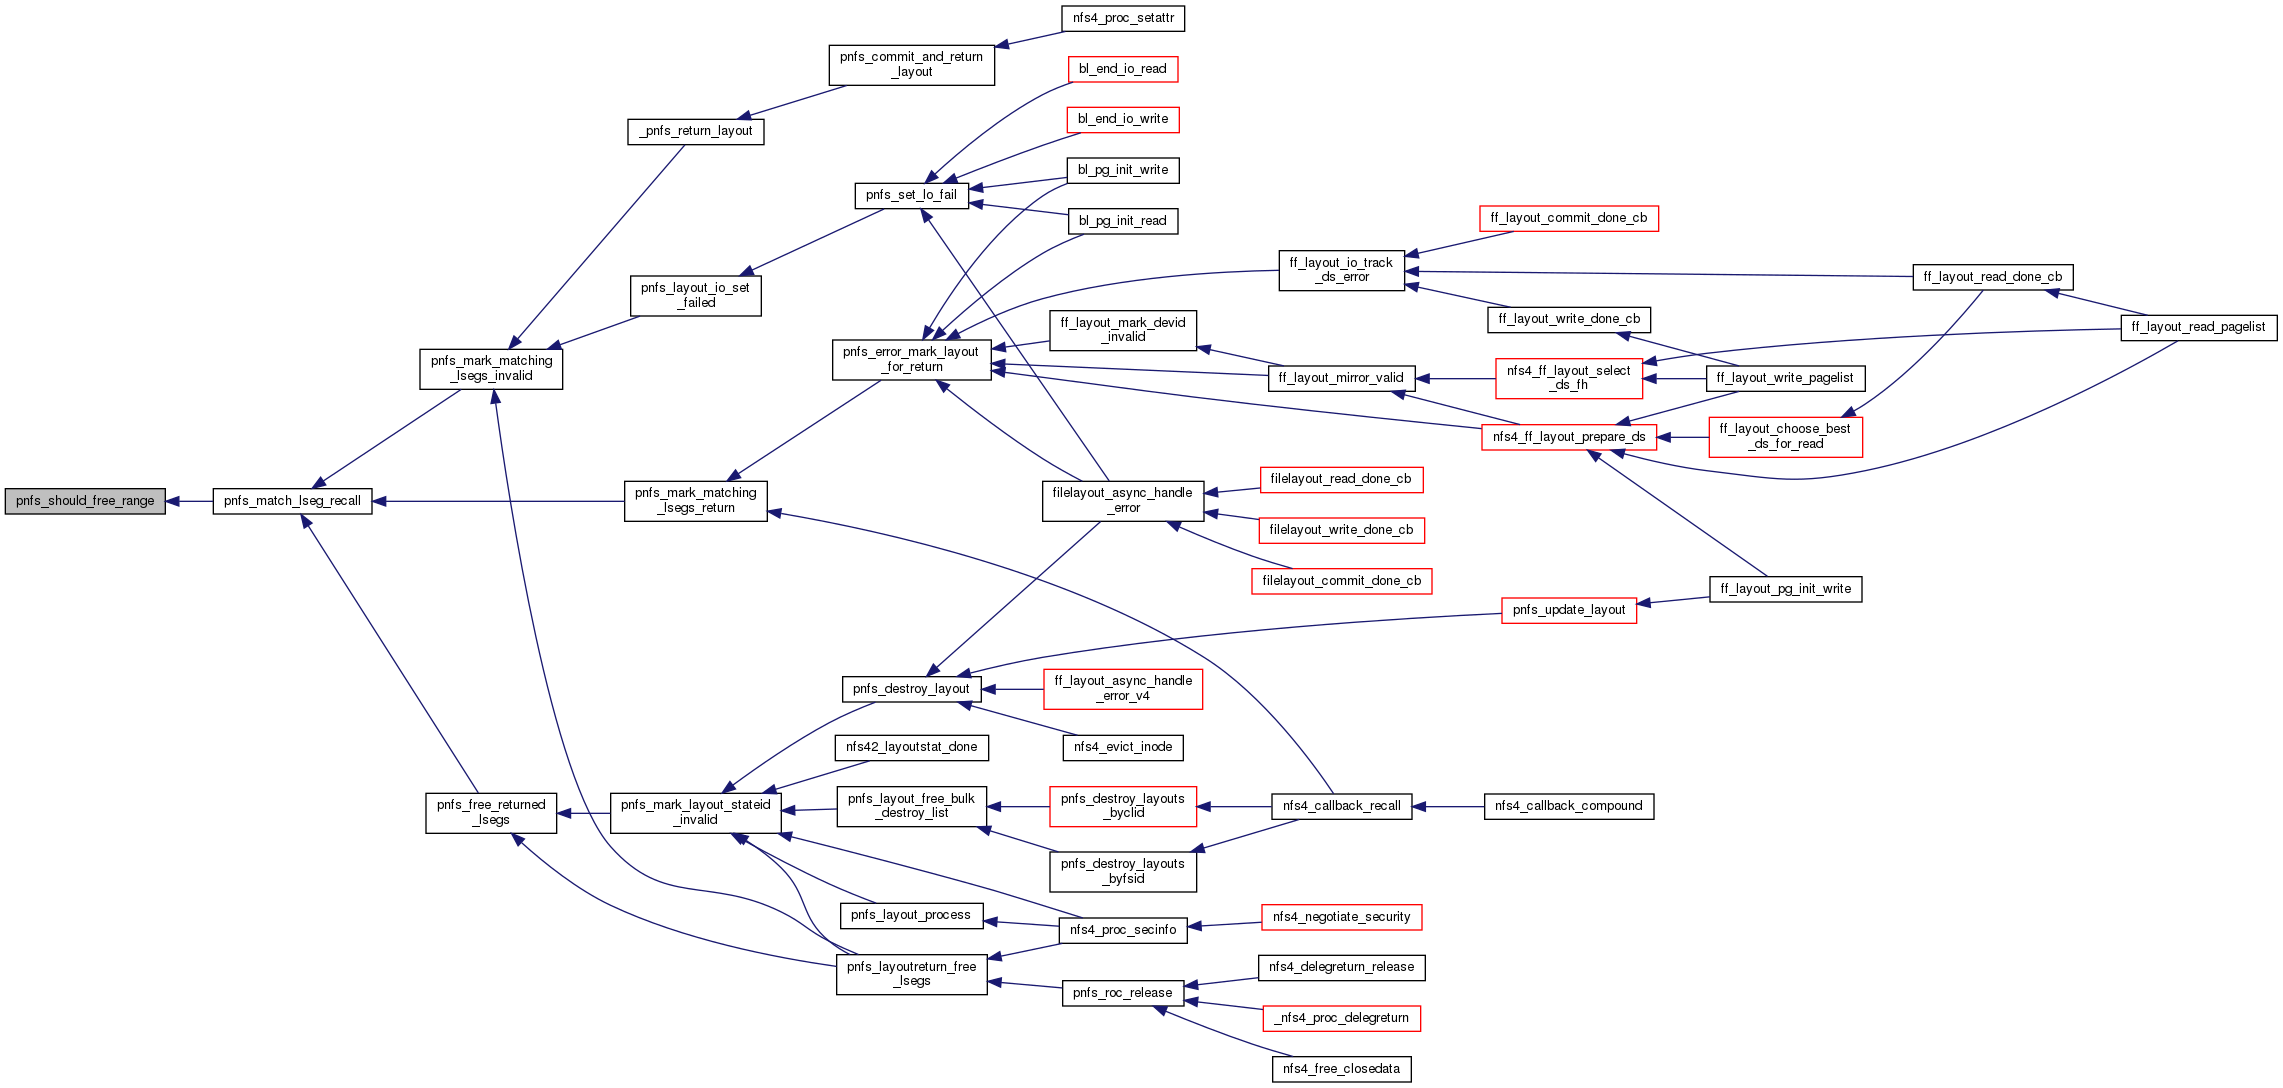 nfs4_proc_setattr
pnfs_commit_and_return
_layout
bl_end_io_read
bl_end_io_write
_pnfs_return_layout
bl_pg_init_write
pnfs_set_lo_fail
bl_pg_init_read
ff_layout_commit_done_cb
ff_layout_io_track
_ds_error
ff_layout_read_done_cb
pnfs_layout_io_set
_failed
ff_layout_write_done_cb
ff_layout_read_pagelist
ff_layout_mark_devid
_invalid
pnfs_error_mark_layout
_for_return
pnfs_mark_matching
_lsegs_invalid
ff_layout_mirror_valid
nfs4_ff_layout_select
_ds_fh
ff_layout_write_pagelist
nfs4_ff_layout_prepare_ds
ff_layout_choose_best
_ds_for_read
pnfs_should_free_range
pnfs_match_lseg_recall
pnfs_mark_matching
_lsegs_return
filelayout_async_handle
_error
filelayout_read_done_cb
filelayout_write_done_cb
filelayout_commit_done_cb
ff_layout_pg_init_write
pnfs_update_layout
pnfs_destroy_layout
ff_layout_async_handle
_error_v4
nfs42_layoutstat_done
nfs4_evict_inode
pnfs_free_returned
_lsegs
pnfs_mark_layout_stateid
_invalid
pnfs_layout_free_bulk
_destroy_list
pnfs_destroy_layouts
_byclid
nfs4_callback_recall
nfs4_callback_compound
pnfs_destroy_layouts
_byfsid
pnfs_layout_process
nfs4_proc_secinfo
nfs4_negotiate_security
pnfs_layoutreturn_free
_lsegs
nfs4_delegreturn_release
pnfs_roc_release
_nfs4_proc_delegreturn
nfs4_free_closedata